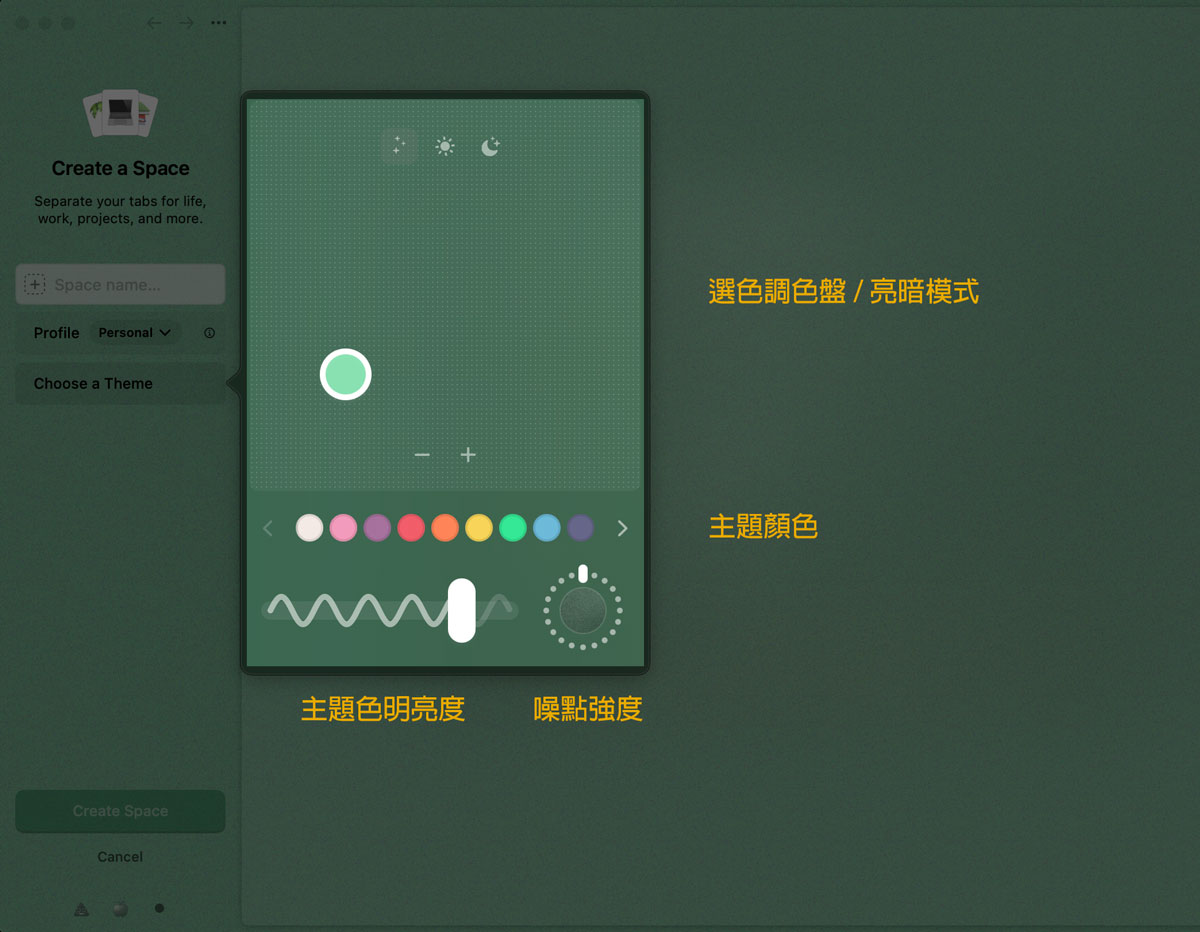 Create a Space
Separate your tabs for life,
work, projects, and more.
Space name...
Profile
Personal
Choose a Theme
選色調色盤 / 亮暗模式
主題顏色
主題色明亮度
噪點強度
Create Space
Cancel